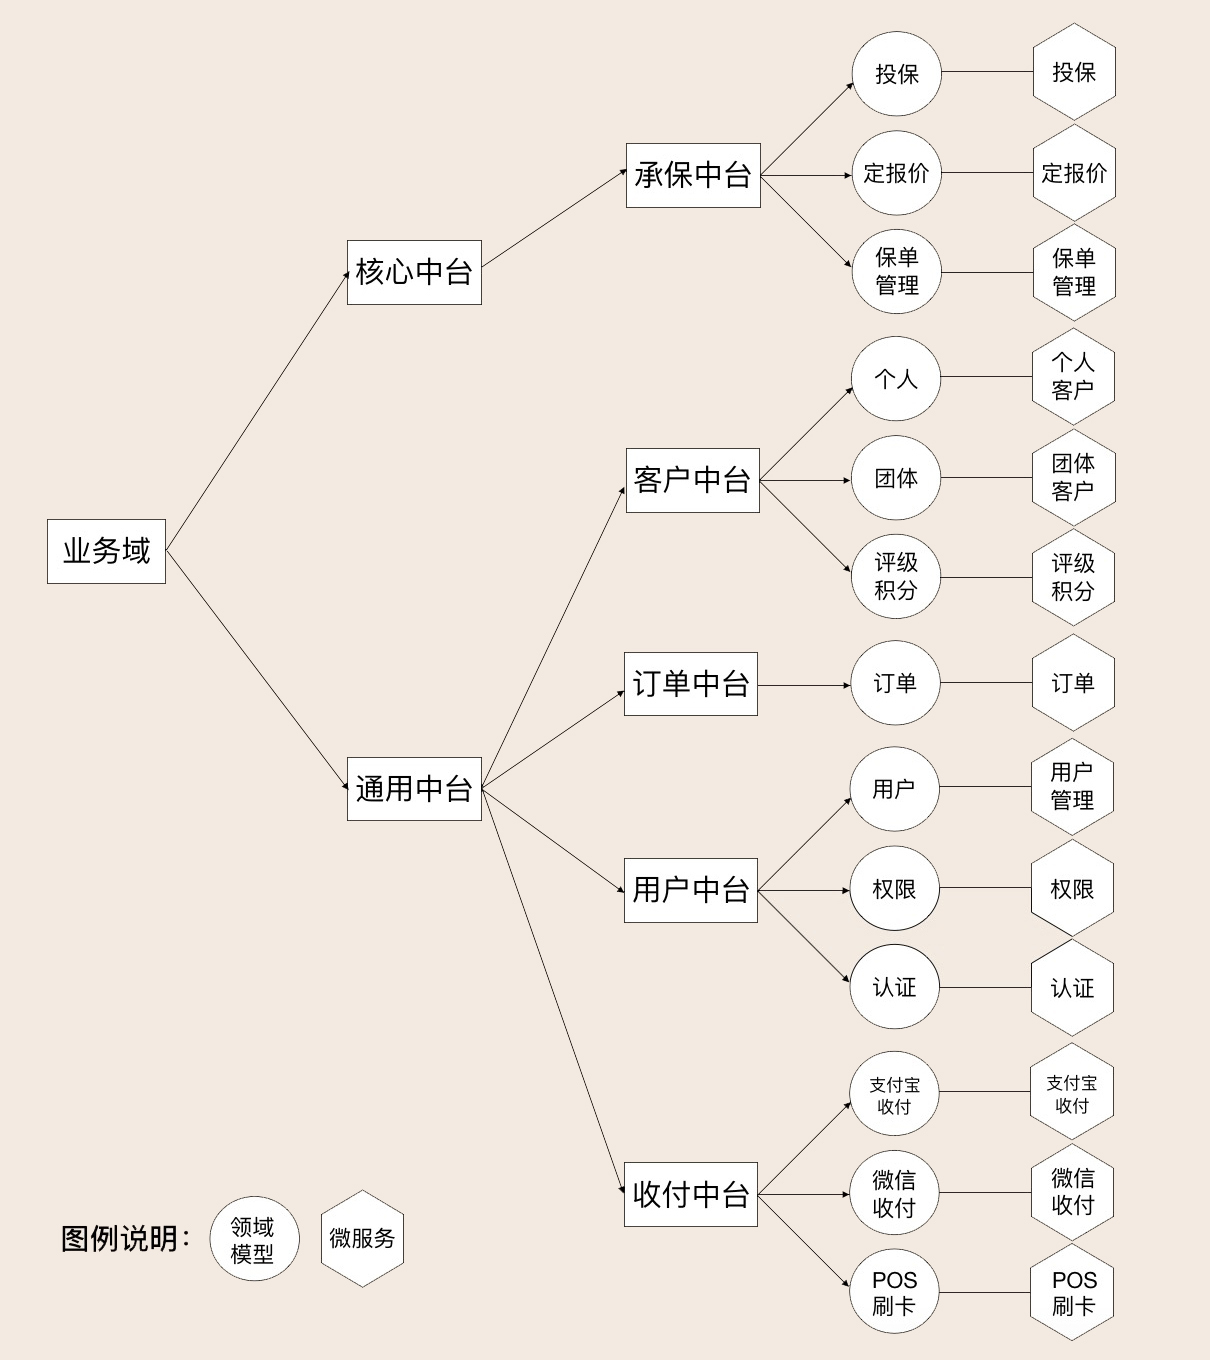 业务域
核心中台
承保中台
投保
投保
定报价
定报价
保单
管理
保单
管理
通用中台
客户中台
个人
个人
客户
团体
团体
客户
评级
积分
评级
积分
订单中台
订单
订单
用户中台
用户
用户
管理
权限
权限
认证
认证
收付中台
支付宝
收付
支付宝
收付
微信
收付
微信
收付
POS
刷卡
POS
刷卡
图例说明：
领域
模型
微服务